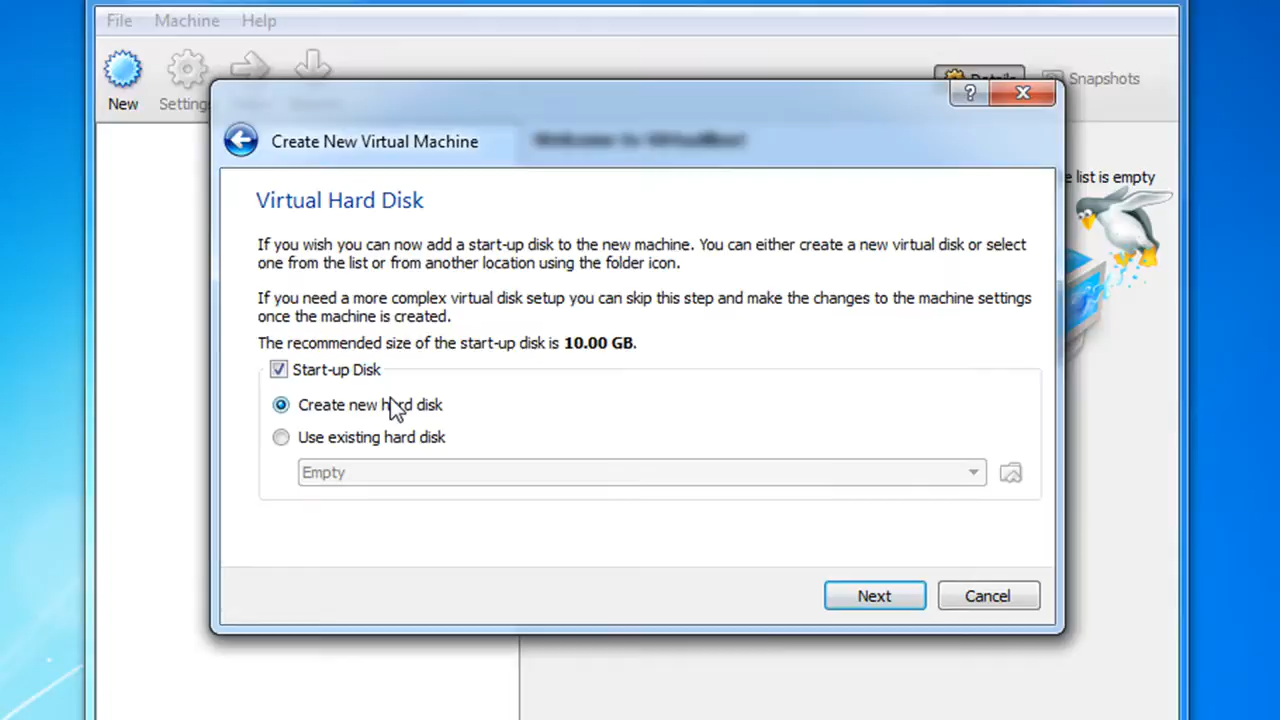 File Machine Help
New
Details
Snapshots
Create New Virtual Machine
Welcome to VirtualBox!
e list is empty
Virtual Hard Disk
If you wish you can now add a start-up disk to the new machine. You can either create a new virtual disk or select
one from the list or from another location using the folder icon.
If you need a more complex virtual disk setup you can skip this step and make the changes to the machine settings
once the machine is created.
The recommended size of the start-up disk is 10.00 GB.
Start-up Disk
Create new hard disk
Use existing hard disk
Empty
Next
Cancel